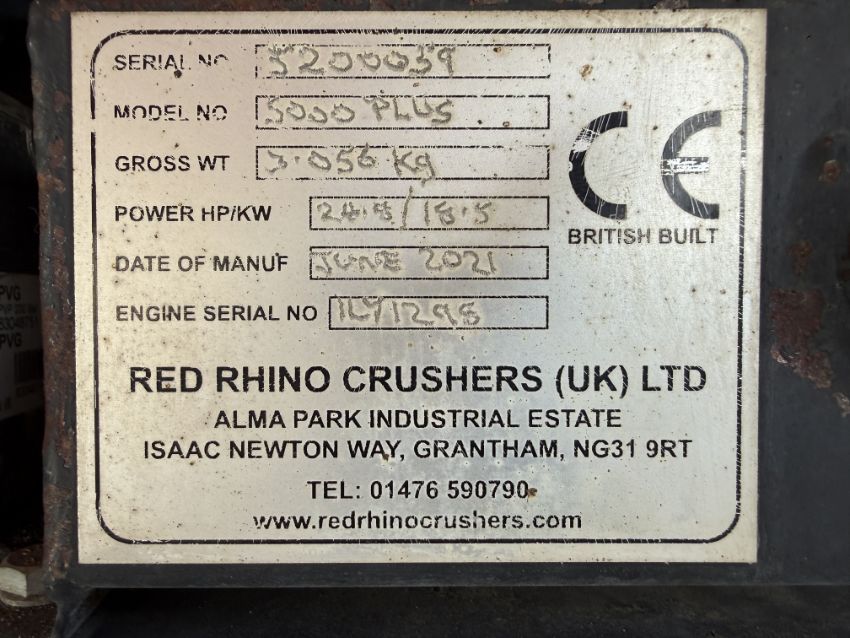 SERIAL NO 5200039
MODEL NO 5000 PLUS
GROSS WT 3.056 Kg
POWER HP/KW 24.8/18.5
DATE OF MANUF JUNE 2021
ENGINE SERIAL NO
CE
BRITISH BUILT
RED RHINO CRUSHERS (UK) LTD
ALMA PARK INDUSTRIAL ESTATE
ISAAC NEWTON WAY, GRANTHAM, NG31 9RT
TEL: 01476 590790
www.redrhinocrushers.com
PVG
PVG